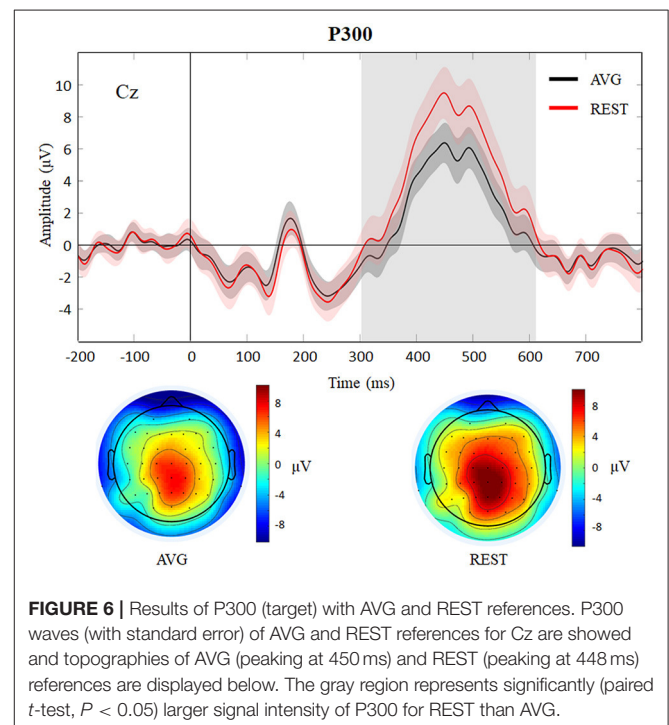 P300
Cz
AVG
REST
Amplitude (µV)
10
8
6
4
2
0
-2
-4
-200
-100
0
100
200
300
400
500
600
700
Time (ms)
8
4
0
-4
-8
µV
AVG
8
4
0
-4
-8
µV
REST
FIGURE 6 | Results of P300 (target) with AVG and REST references. P300
waves (with standard error) of AVG and REST references for Cz are showed
and topographies of AVG (peaking at 450 ms) and REST (peaking at 448 ms)
references are displayed below. The gray region represents significantly (paired
t-test, P < 0.05) larger signal intensity of P300 for REST than AVG.